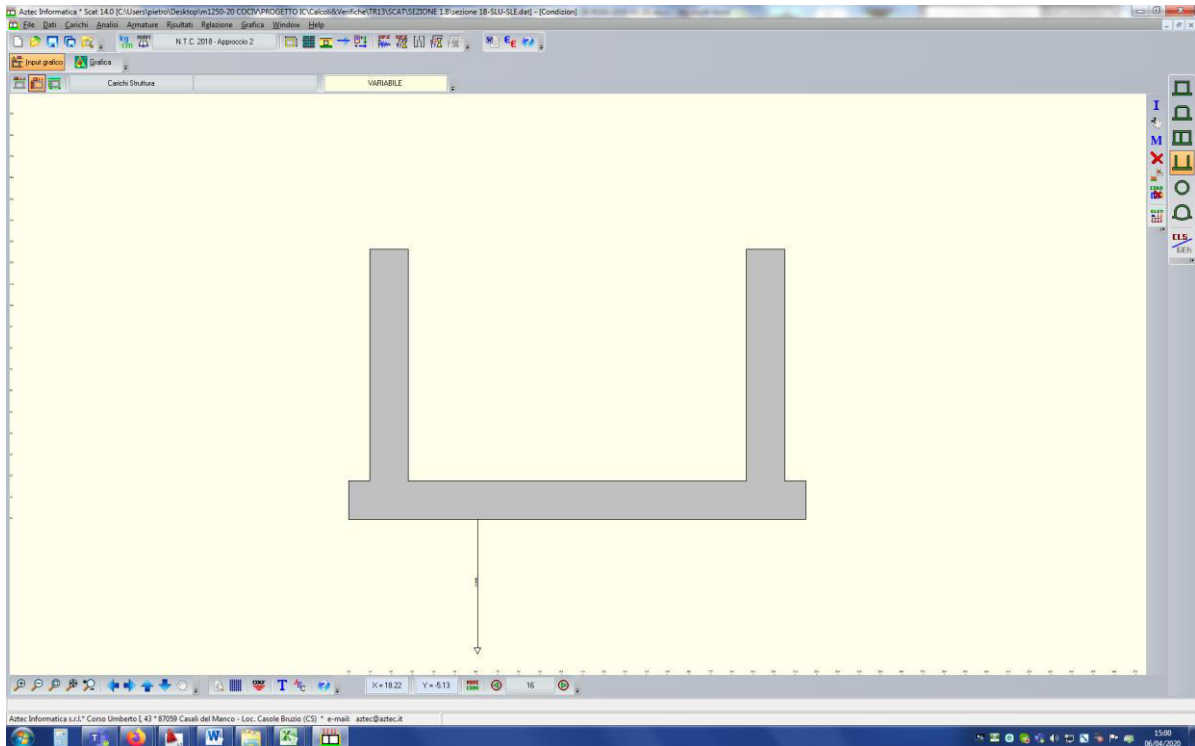 Aztec Informatica * Scat 14.0 [C:\Users\pietro\Desktop\m1250-20 COCIV\PROGETTO IC\Calcoli&Verifiche\TR13\SCAT\SEZIONE 1.B\sezione 1B-SLU-SLE.dat] - [Condizion]
File Dati Carichi Analisi Armature Risultati Relazione Grafica Window Help
N.T.C. 2018 - Approccio 2
Input grafico Grafica
Carichi Struttura VARIABILE
I
M
CLS
X = 18.22 Y = -5.13 16
Aztec Informatica s.r.l.* Corso Umberto I, 43 * 87059 Casali del Manco - Loc. Casole Bruzio (CS) * e-mail: aztec@aztec.it
15:00
06/04/2020